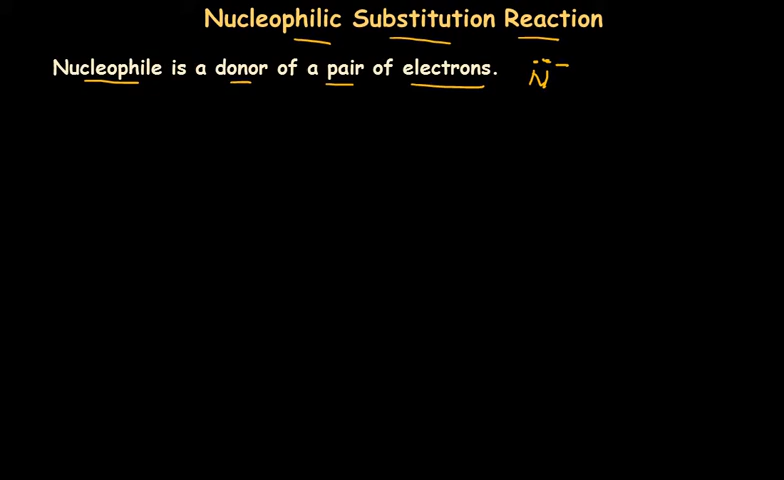 Nucleophilic Substitution Reaction
Nucleophile is a donor of a pair of electrons. N̈⁻